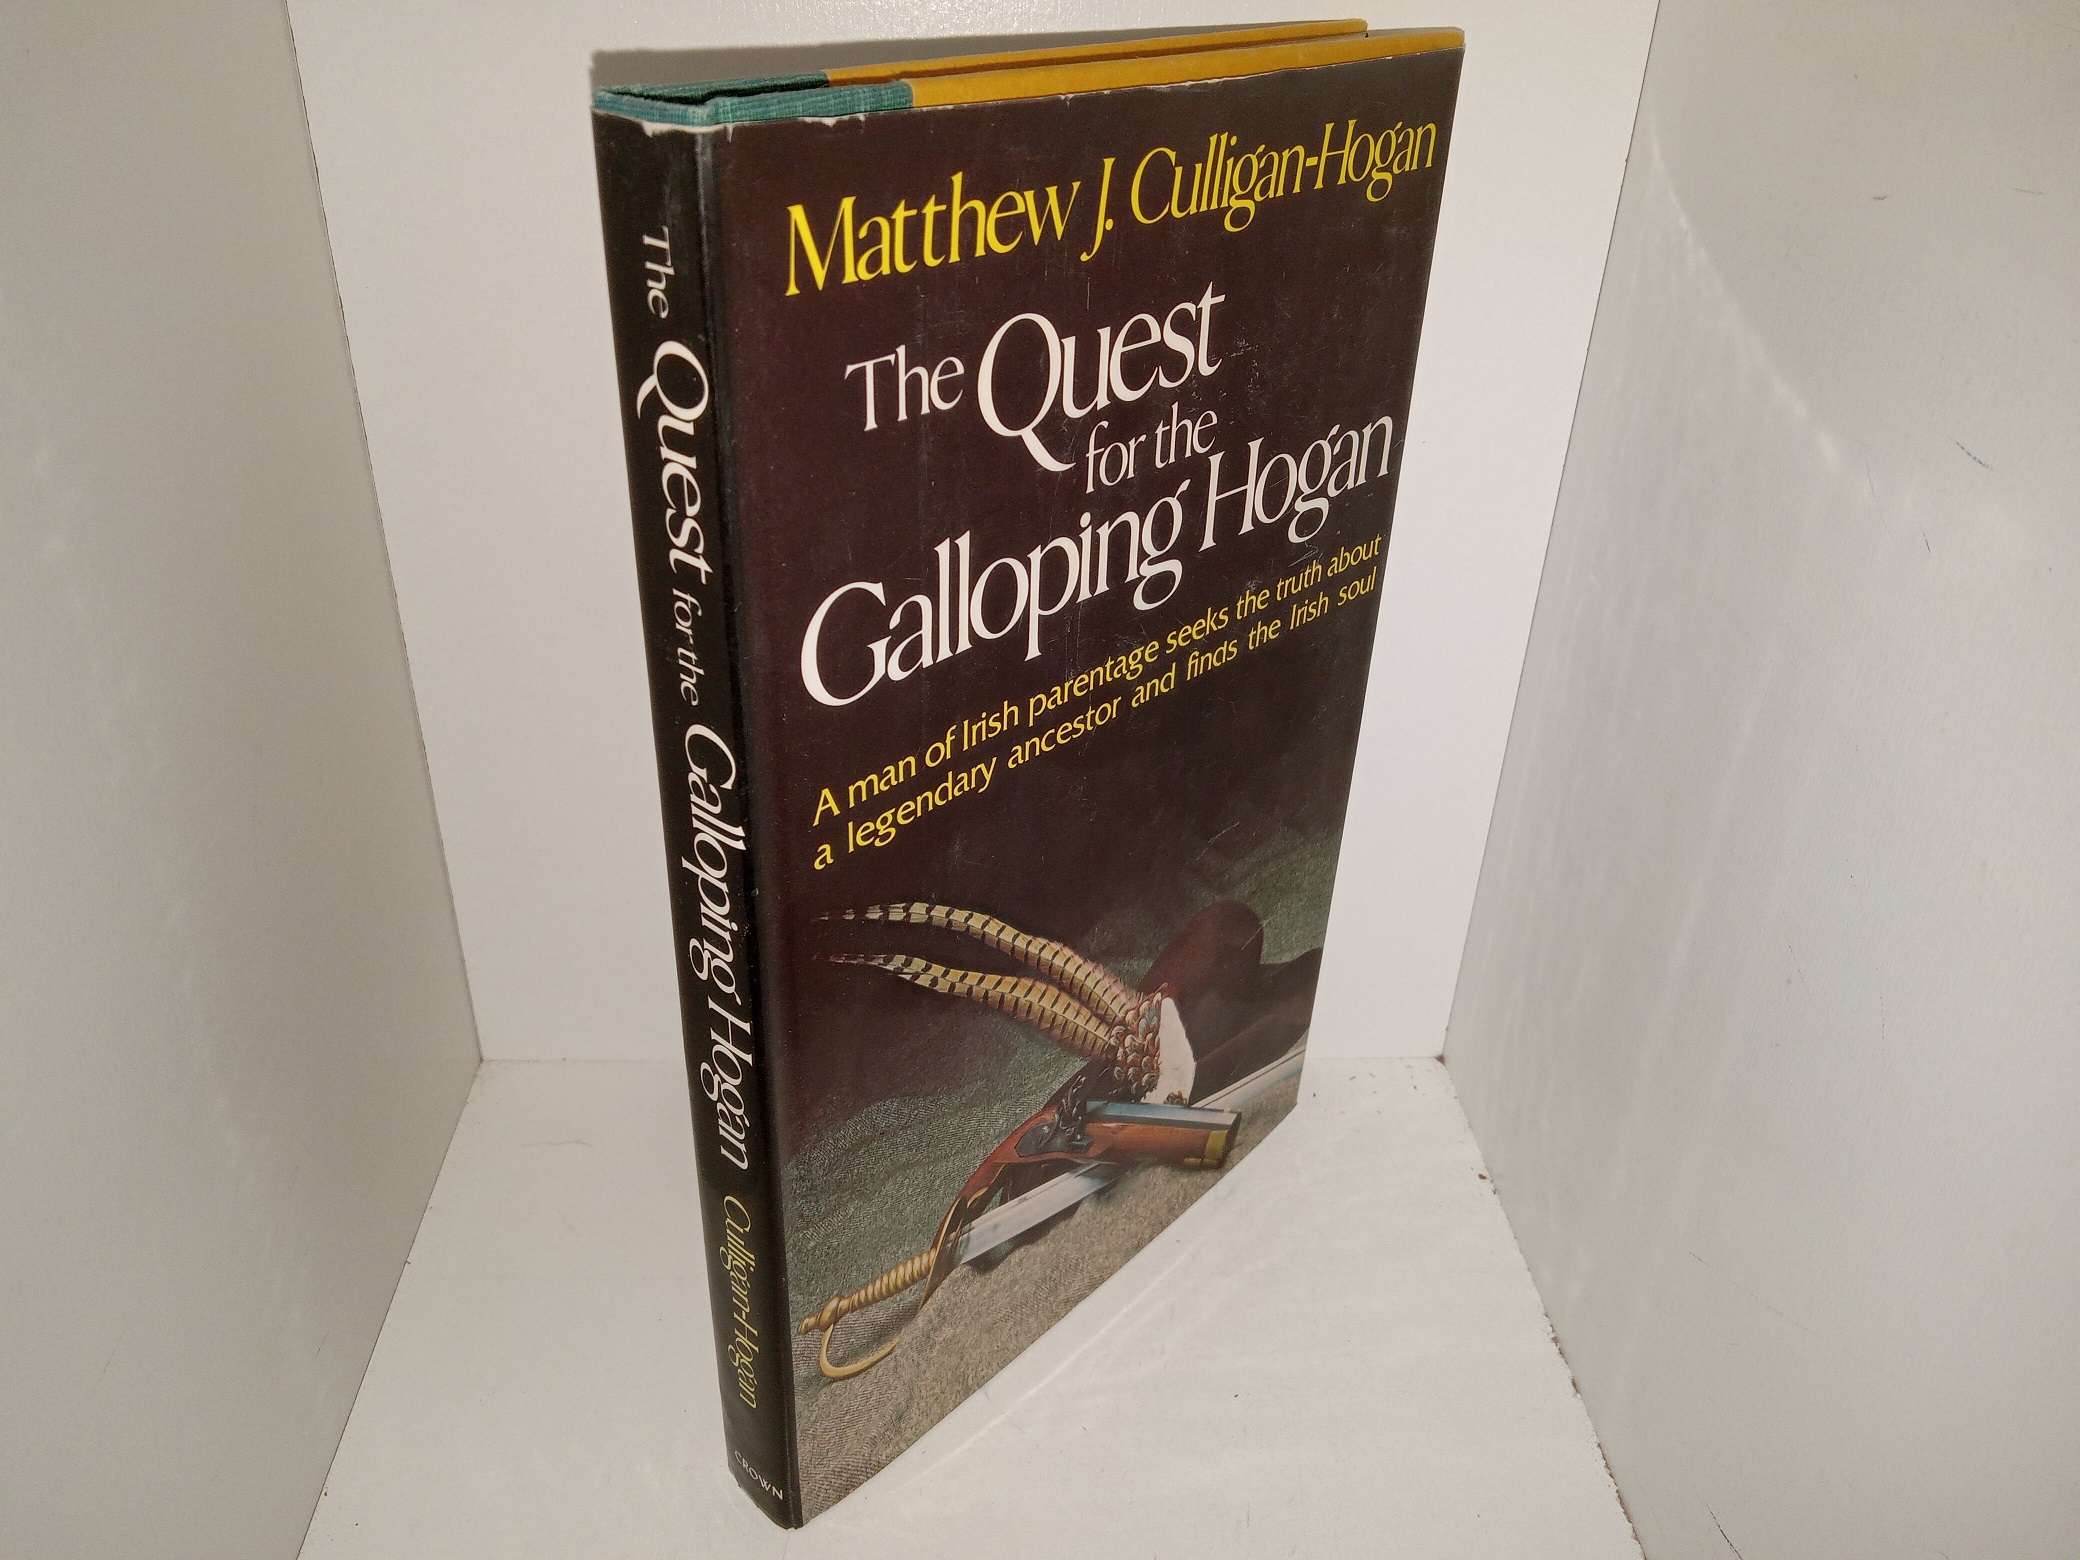 Matthew J. Culligan-Hogan
The Quest
for the
Galloping Hogan
A man of Irish parentage seeks the truth about
a legendary ancestor and finds the Irish soul
The Quest for the Galloping Hogan Culligan-Hogan
CROWN